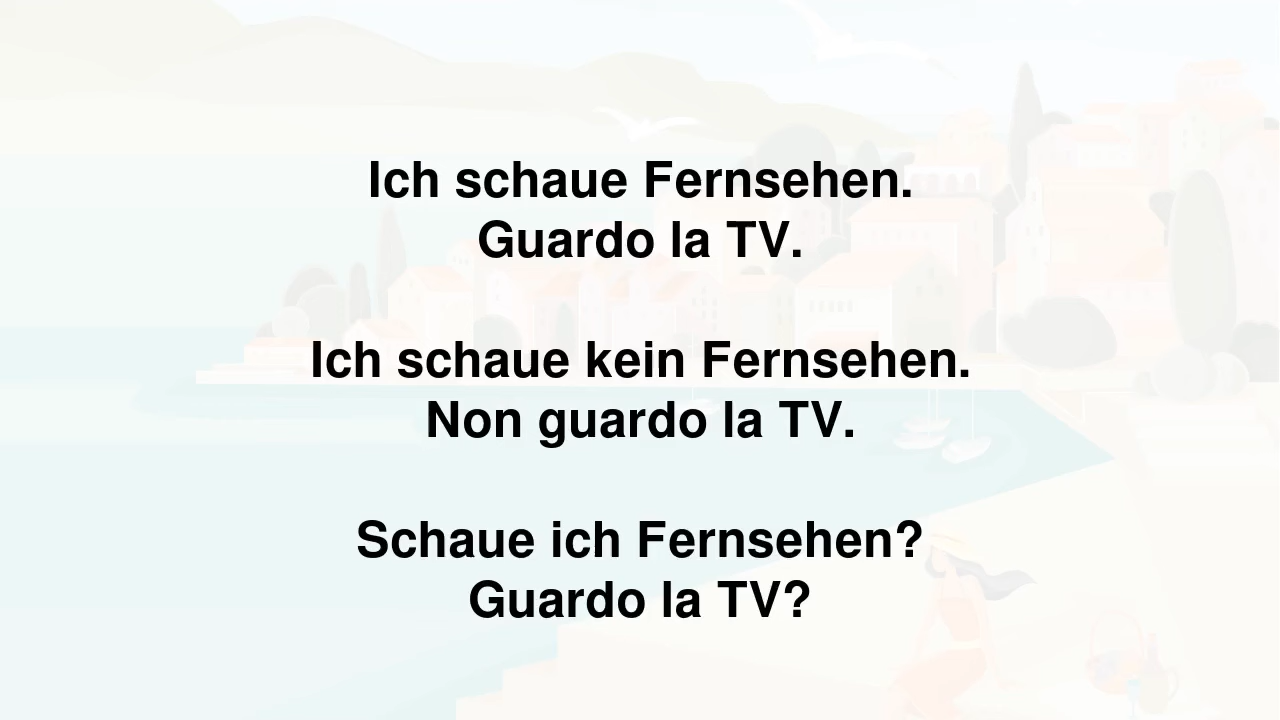 Ich schaue Fernsehen.
Guardo la TV.
Ich schaue kein Fernsehen.
Non guardo la TV.
Schaue ich Fernsehen?
Guardo la TV?